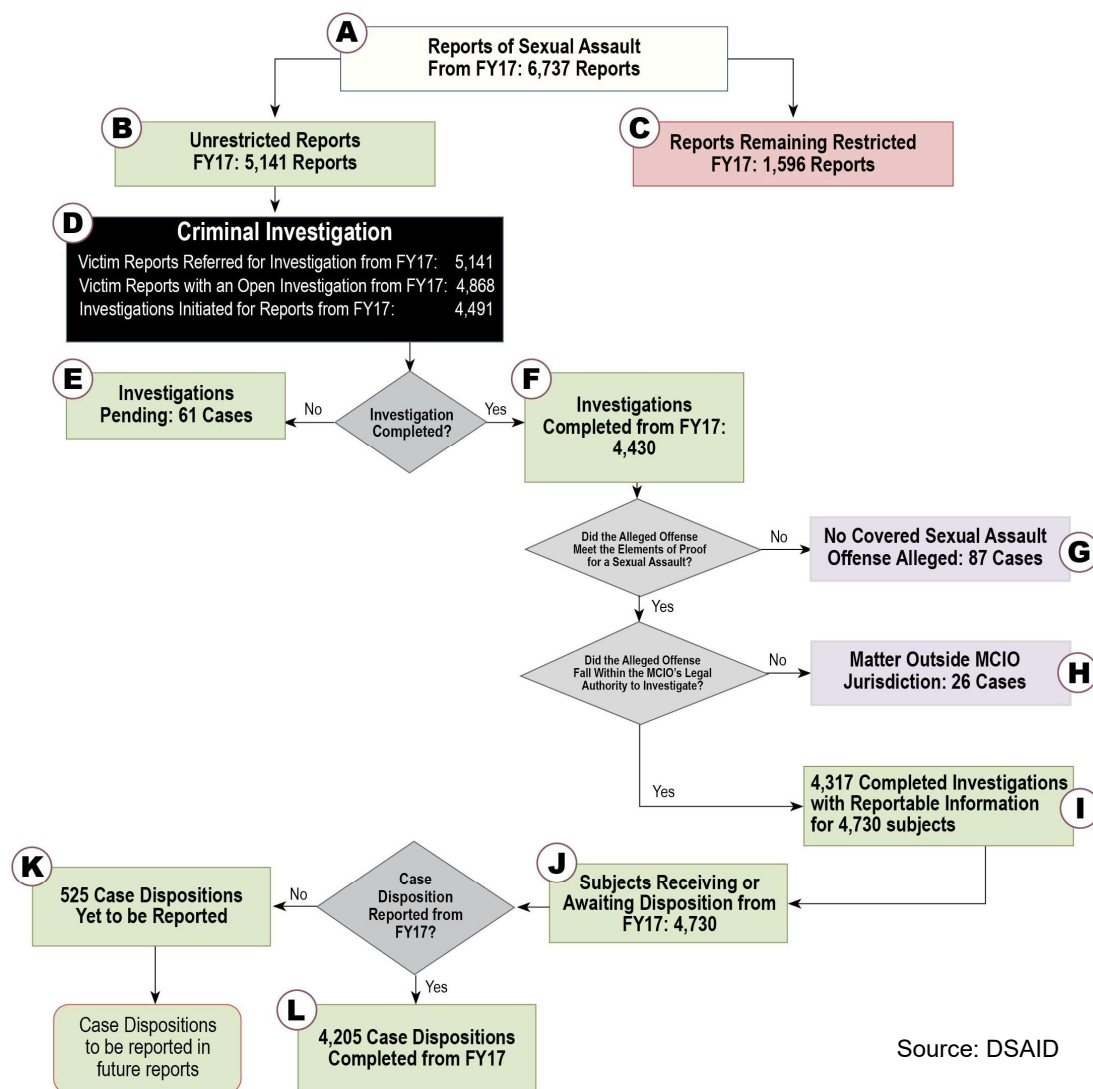 A
Reports of Sexual Assault
From FY17: 6,737 Reports
B
Unrestricted Reports
FY17: 5,141 Reports
C
Reports Remaining Restricted
FY17: 1,596 Reports
D
Criminal Investigation
Victim Reports Referred for Investigation from FY17: 5,141
Victim Reports with an Open Investigation from FY17: 4,868
Investigations Initiated for Reports from FY17: 4,491
E
Investigations
Pending: 61 Cases
No
Investigation
Completed?
Yes
F
Investigations
Completed from FY17:
4,430
Did the Alleged Offense
Meet the Elements of Proof
for a Sexual Assault?
No
No Covered Sexual Assault
Offense Alleged: 87 Cases
G
Yes
Did the Alleged Offense
Fall Within the MCIO's Legal
Authority to Investigate?
No
Matter Outside MCIO
Jurisdiction: 26 Cases
H
Yes
4,317 Completed Investigations
with Reportable Information
for 4,730 subjects
I
J
Subjects Receiving or
Awaiting Disposition from
FY17: 4,730
Case
Disposition
Reported from
FY17?
No
K
525 Case Dispositions
Yet to be Reported
Case Dispositions
to be reported in
future reports
Yes
L
4,205 Case Dispositions
Completed from FY17
Source: DSAID